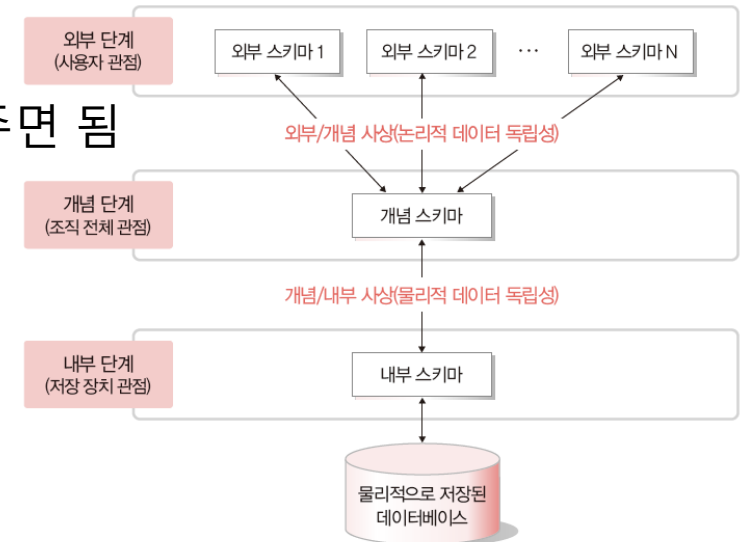 외부 단계
(사용자 관점)
외부 스키마 1
외부 스키마 2
···
외부 스키마 N
면 됨
외부/개념 사상(논리적 데이터 독립성)
개념 단계
(조직 전체 관점)
개념 스키마
개념/내부 사상(물리적 데이터 독립성)
내부 단계
(저장 장치 관점)
내부 스키마
물리적으로 저장된
데이터베이스